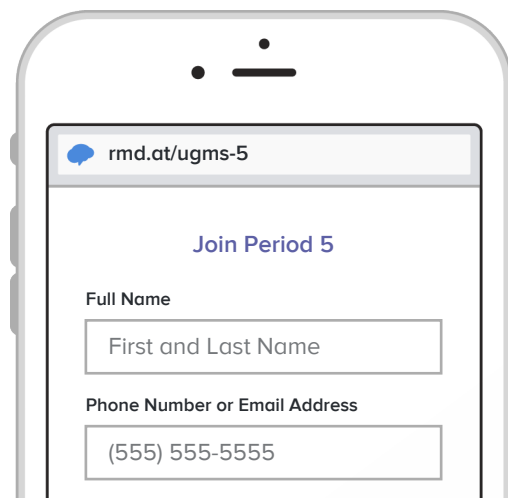 rmd.at/ugms-5
Join Period 5
Full Name
First and Last Name
Phone Number or Email Address
(555) 555-5555